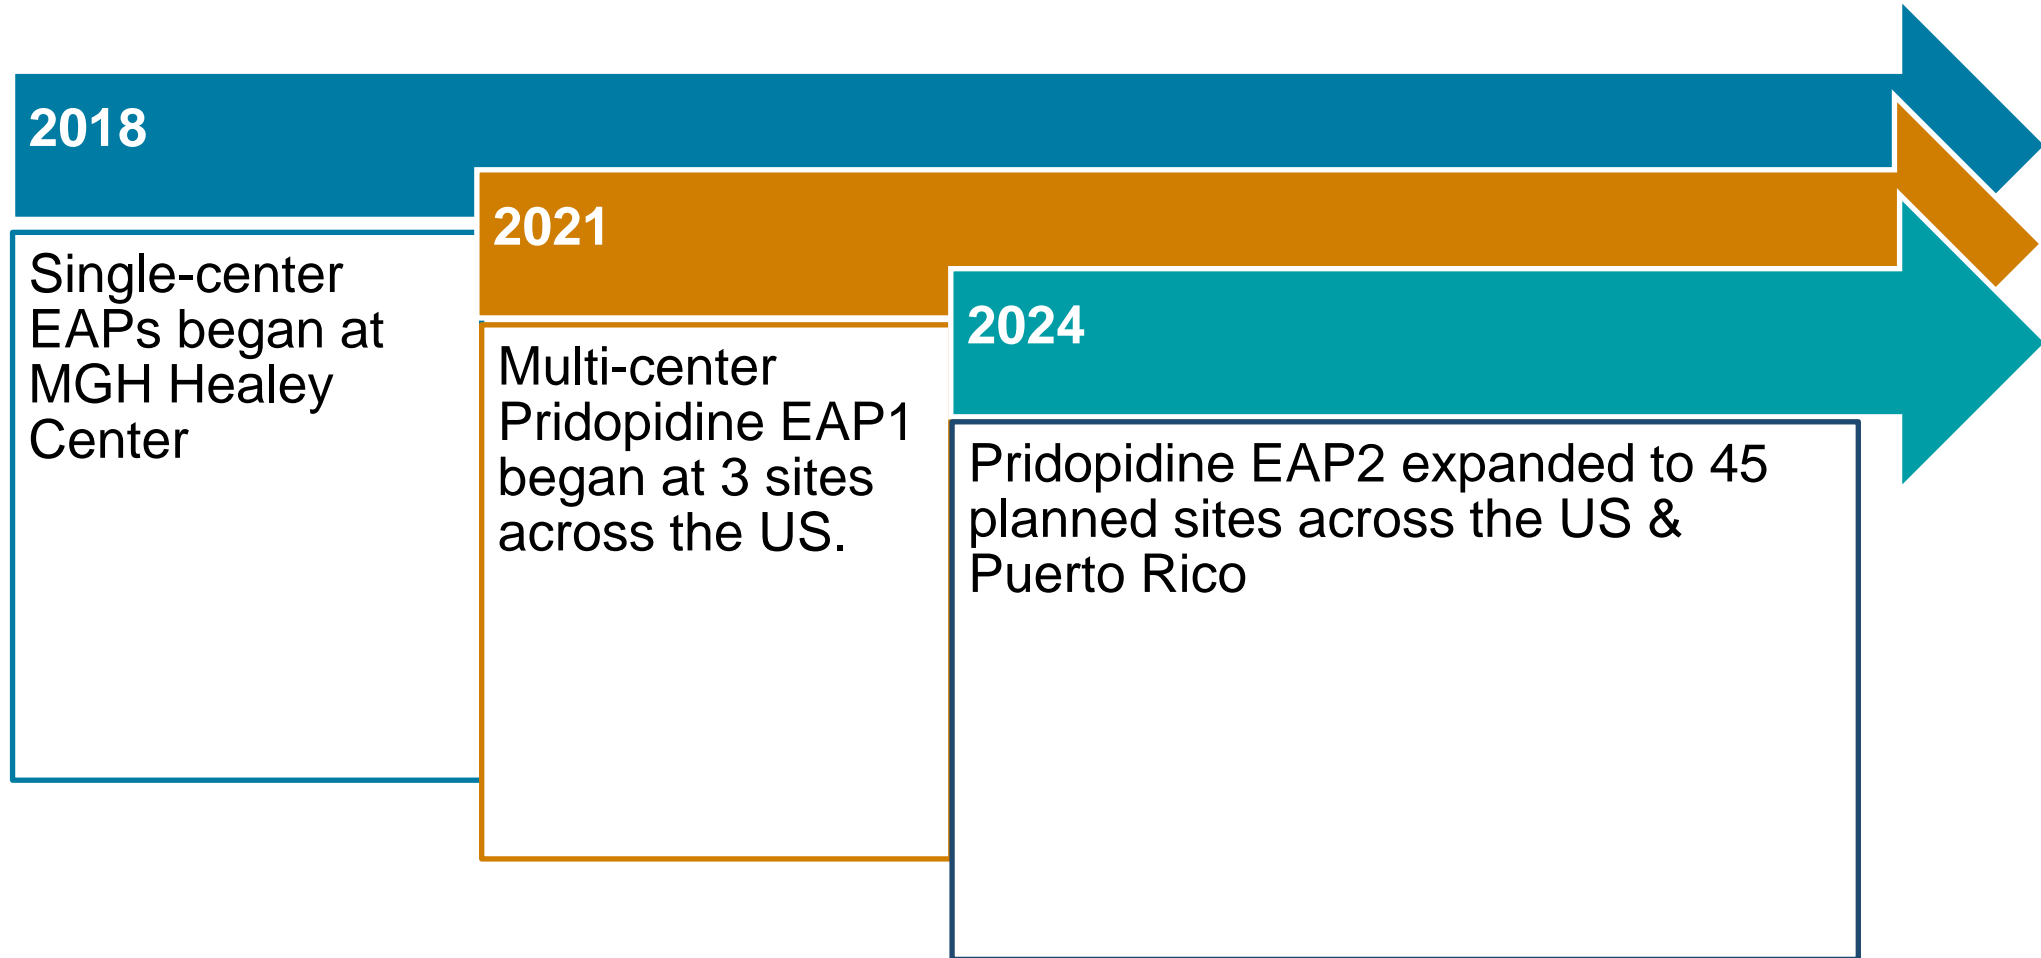 2018
Single-center
EAPs began at
MGH Healey
Center
2021
Multi-center
Pridopidine EAP1
began at 3 sites
across the US.
2024
Pridopidine EAP2 expanded to 45
planned sites across the US &
Puerto Rico